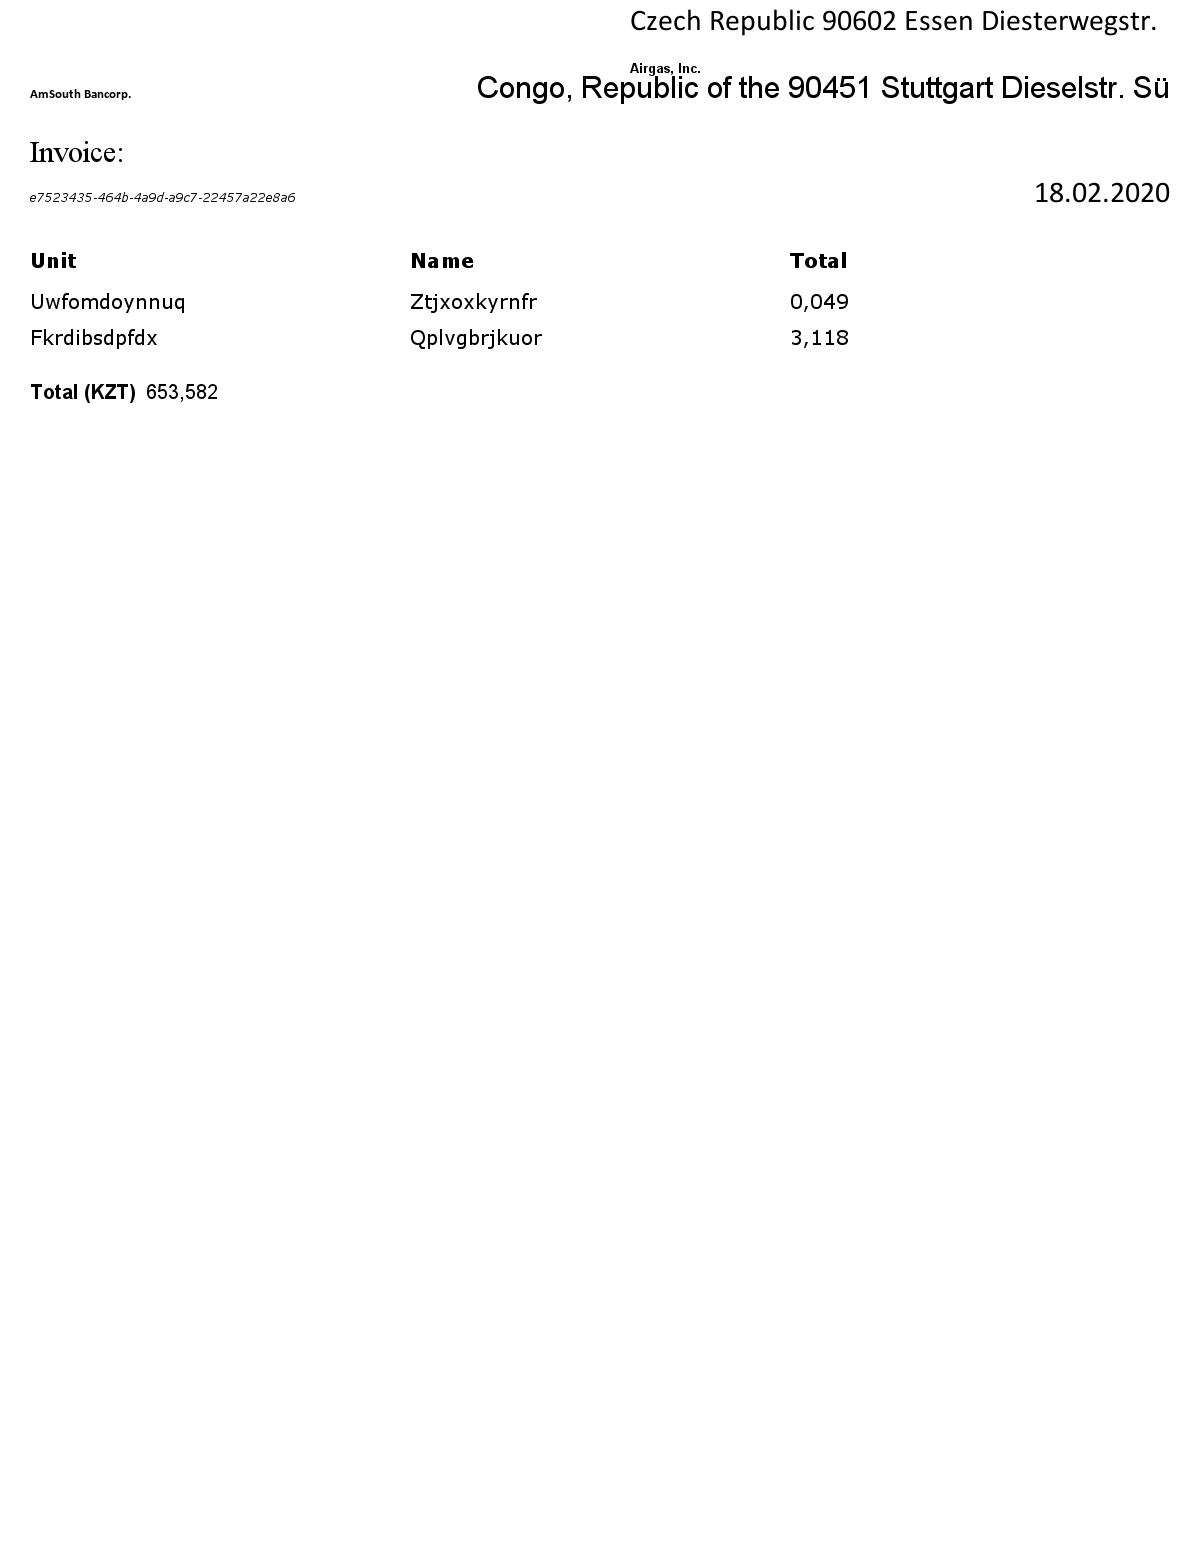 Czech Republic 90602 Essen Diesterwegstr.
Airgas, Inc.
AmSouth Bancorp.
Congo, Republic of the 90451 Stuttgart Dieselstr. Sü
Invoice:
e7523435-464b-4a9d-a9c7-22457a22e8a6
18.02.2020
Unit Name Total
Uwfomdoynnuq Ztjxoxkyrnfr 0,049
Fkrdibsdpfdx Qplvgbrjkuor 3,118
Total (KZT) 653,582